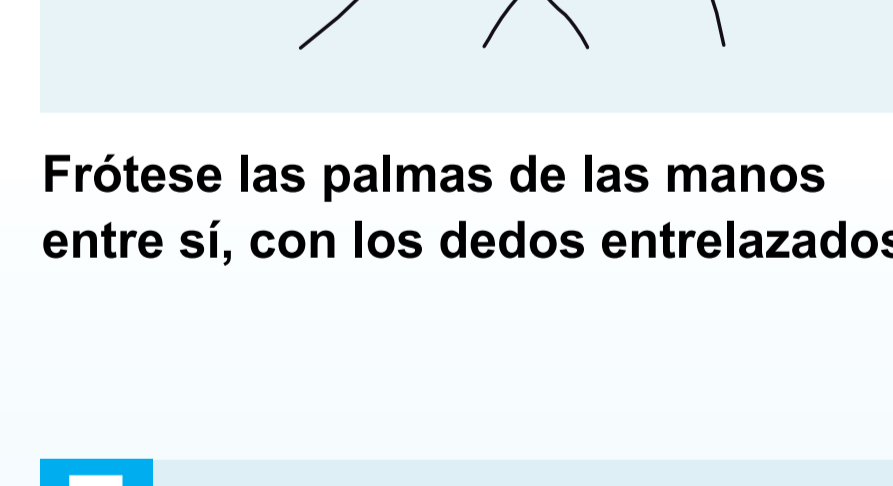 Frótese las palmas de las manos
entre sí, con los dedos entrelazados